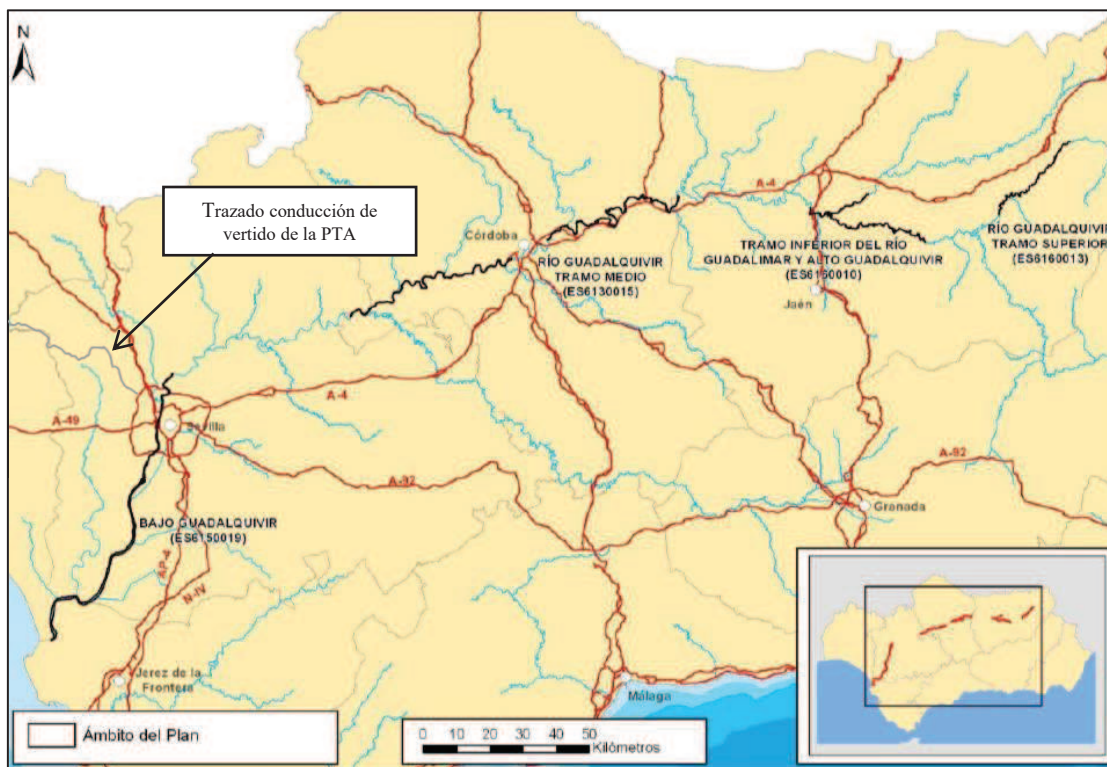 N
Trazado conducción de
vertido de la PTA
A-4
Córdoba
RÍO GUADALQUIVIR
TRAMO MEDIO
(ES6130015)
TRAMO INFERIOR DEL RÍO
GUADALIMAR Y ALTO GUADALQUIVIR
(ES6160010)
RÍO GUADALQUIVIR
TRAMO SUPERIOR
(ES6160013)
Jaén
A-4
A-49
Sevilla
A-92
A-92
Granada
BAJO GUADALQUIVIR
(ES6150019)
AP-4
N-IV
Jerez de la
Frontera
Málaga
Ámbito del Plan
0 10 20 30 40 50
Kilómetros